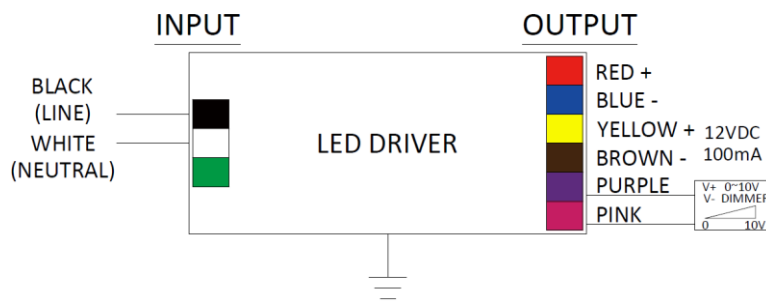 INPUT
OUTPUT
BLACK
(LINE)
WHITE
(NEUTRAL)
LED DRIVER
RED +
BLUE -
YELLOW +
BROWN -
12VDC
100mA
PURPLE
PINK
V+ 0~10V
V- DIMMER
0 10V